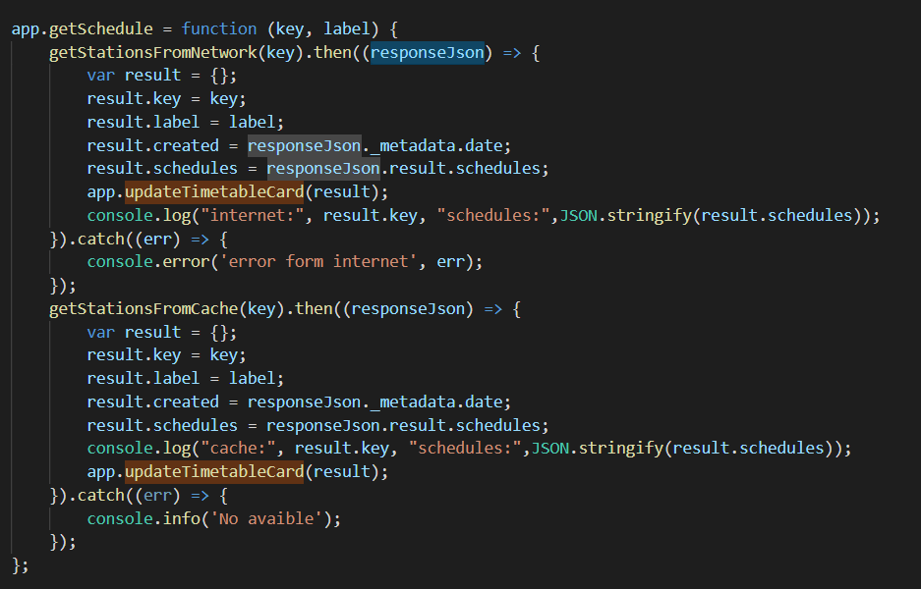 app.getSchedule = function (key, label) {
    getStationsFromNetwork(key).then((responseJson) => {
        var result = {};
        result.key = key;
        result.label = label;
        result.created = responseJson._metadata.date;
        result.schedules = responseJson.result.schedules;
        app.updateTimetableCard(result);
        console.log("internet:", result.key, "schedules:",JSON.stringify(result.schedules));
    }).catch((err) => {
        console.error('error form internet', err);
    });
    getStationsFromCache(key).then((responseJson) => {
        var result = {};
        result.key = key;
        result.label = label;
        result.created = responseJson._metadata.date;
        result.schedules = responseJson.result.schedules;
        console.log("cache:", result.key, "schedules:",JSON.stringify(result.schedules));
        app.updateTimetableCard(result);
    }).catch((err) => {
        console.info('No avaible');
    });
};